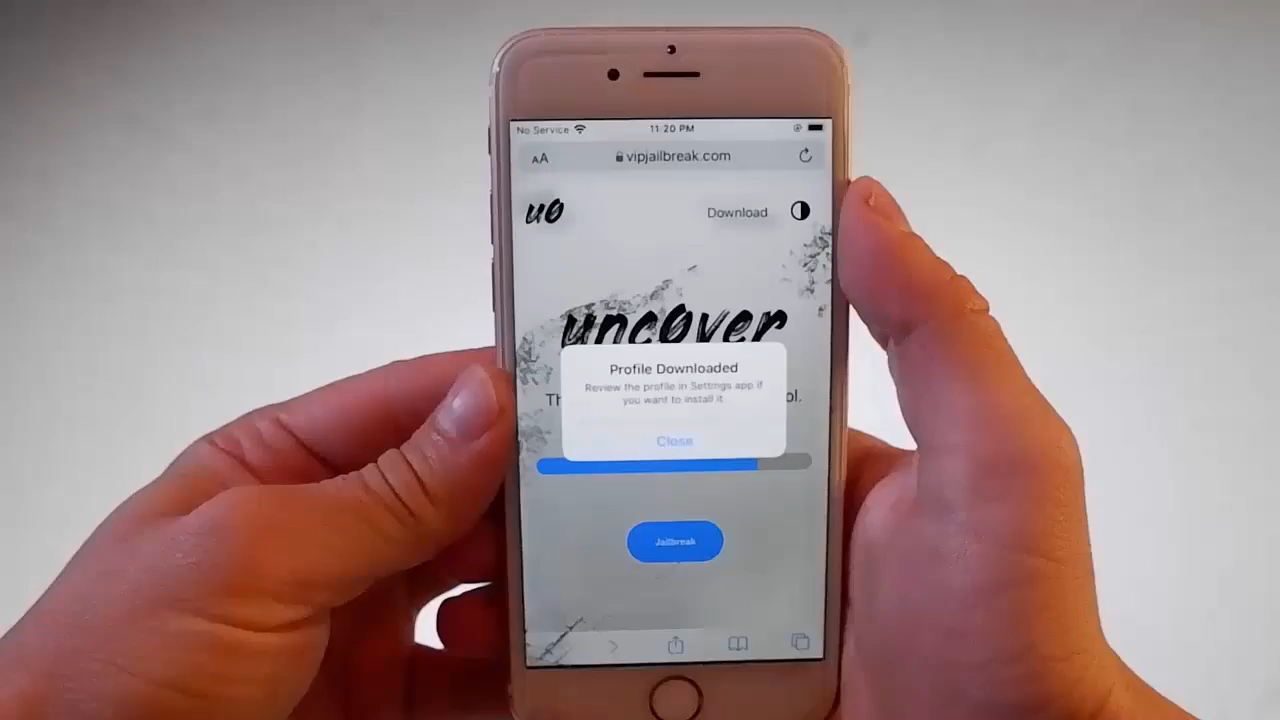 No Service 11:20 PM
AA vipjailbreak.com
u0 Download
unc0ver
Profile Downloaded
Review the profile in Settings app if
you want to install it.
Th ol.
Close
Jailbreak